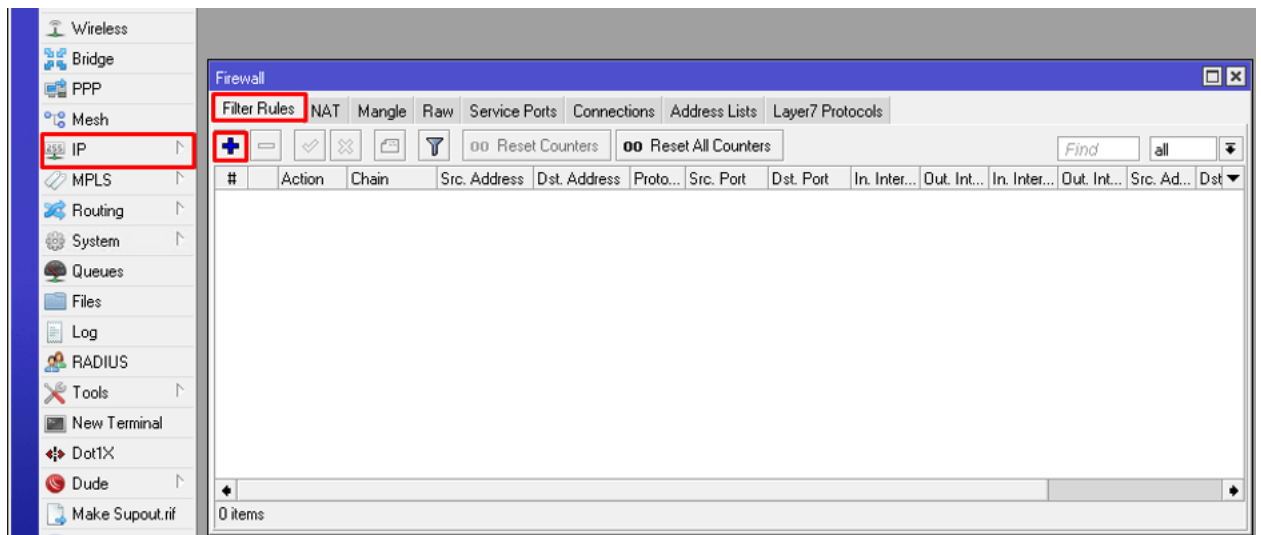 Wireless
Bridge
PPP
Mesh
IP
MPLS
Routing
System
Queues
Files
Log
RADIUS
Tools
New Terminal
Dot1X
Dude
Make Supout.rif
Firewall
Filter Rules NAT Mangle Raw Service Ports Connections Address Lists Layer7 Protocols
00 Reset Counters 00 Reset All Counters Find all
# Action Chain Src. Address Dst. Address Proto... Src. Port Dst. Port In. Inter... Out. Int... In. Inter... Out. Int... Src. Ad... Dst
0 items